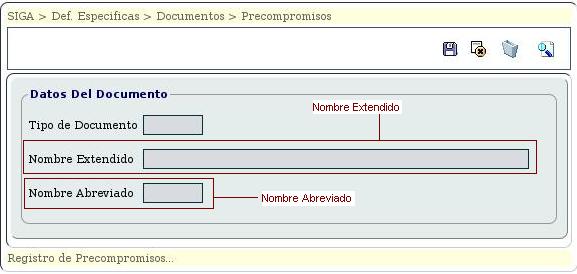 SIGA > Def. Especificas > Documentos > Precompromisos
Datos Del Documento
Nombre Extendido
Tipo de Documento
Nombre Extendido
Nombre Abreviado
Nombre Abreviado
Registro de Precompromisos...